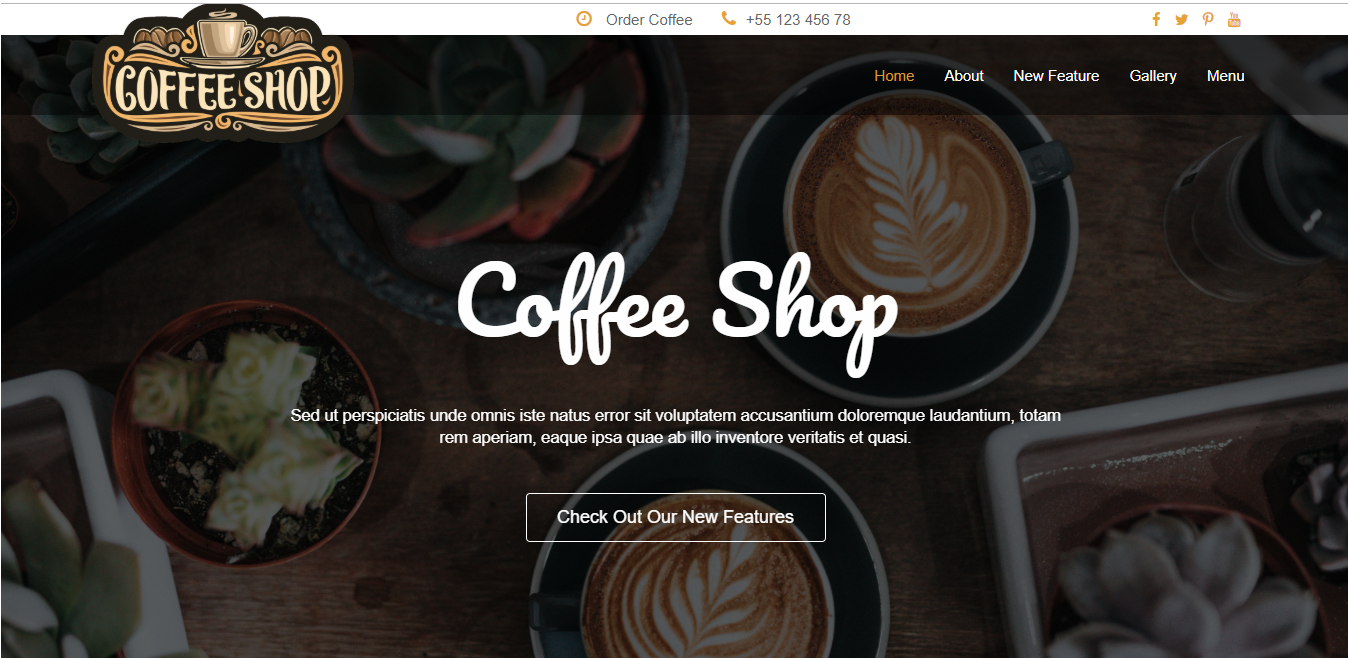 Order Coffee
+55 123 456 78
COFFEE SHOP
Home
About
New Feature
Gallery
Menu
Coffee Shop
Sed ut perspiciatis unde omnis iste natus error sit voluptatem accusantium doloremque laudantium, totam
rem aperiam, eaque ipsa quae ab illo inventore veritatis et quasi.
Check Out Our New Features